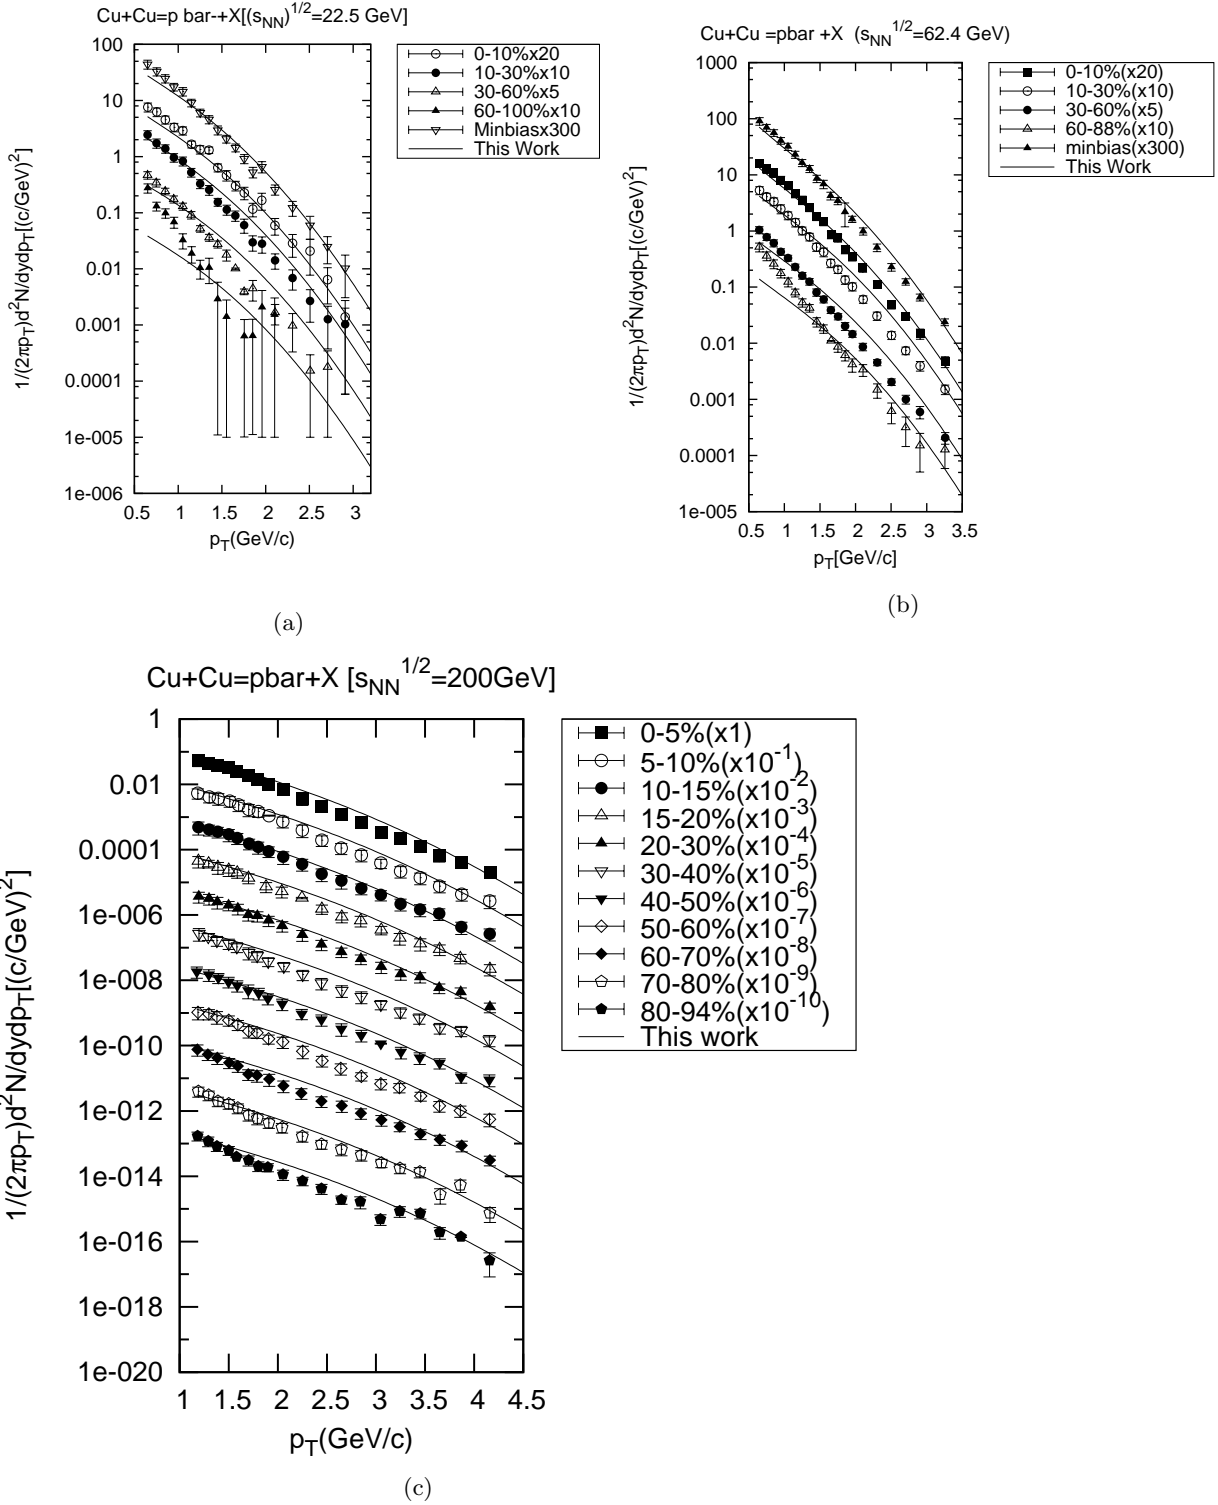 Cu+Cu=p bar-+X[(s_NN)^1/2=22.5 GeV]
100
10
1
0.1
0.01
0.001
0.0001
1e-005
1e-006
0.5 1 1.5 2 2.5 3
p_T(GeV/c)
1/(2πp_T)d^2N/dydp_T[(c/GeV)^2]
0-10%x20
10-30%x10
30-60%x5
60-100%x10
Minbiasx300
This Work
(a)
Cu+Cu =pbar +X (s_NN^1/2=62.4 GeV)
1000
100
10
1
0.1
0.01
0.001
0.0001
1e-005
0.5 1 1.5 2 2.5 3 3.5
p_T[GeV/c]
1/(2πp_T)d^2N/dydp_T[(c/GeV)^2]
0-10%(x20)
10-30%(x10)
30-60%(x5)
60-88%(x10)
minbias(x300)
This Work
(b)
Cu+Cu=pbar+X [s_NN^1/2=200GeV]
1
0.01
0.0001
1e-006
1e-008
1e-010
1e-012
1e-014
1e-016
1e-018
1e-020
1 1.5 2 2.5 3 3.5 4 4.5
p_T(GeV/c)
1/(2πp_T)d^2N/dydp_T[(c/GeV)^2]
0-5%(x1)
5-10%(x10^-1)
10-15%(x10^-2)
15-20%(x10^-3)
20-30%(x10^-4)
30-40%(x10^-5)
40-50%(x10^-6)
50-60%(x10^-7)
60-70%(x10^-8)
70-80%(x10^-9)
80-94%(x10^-10)
This work
(c)